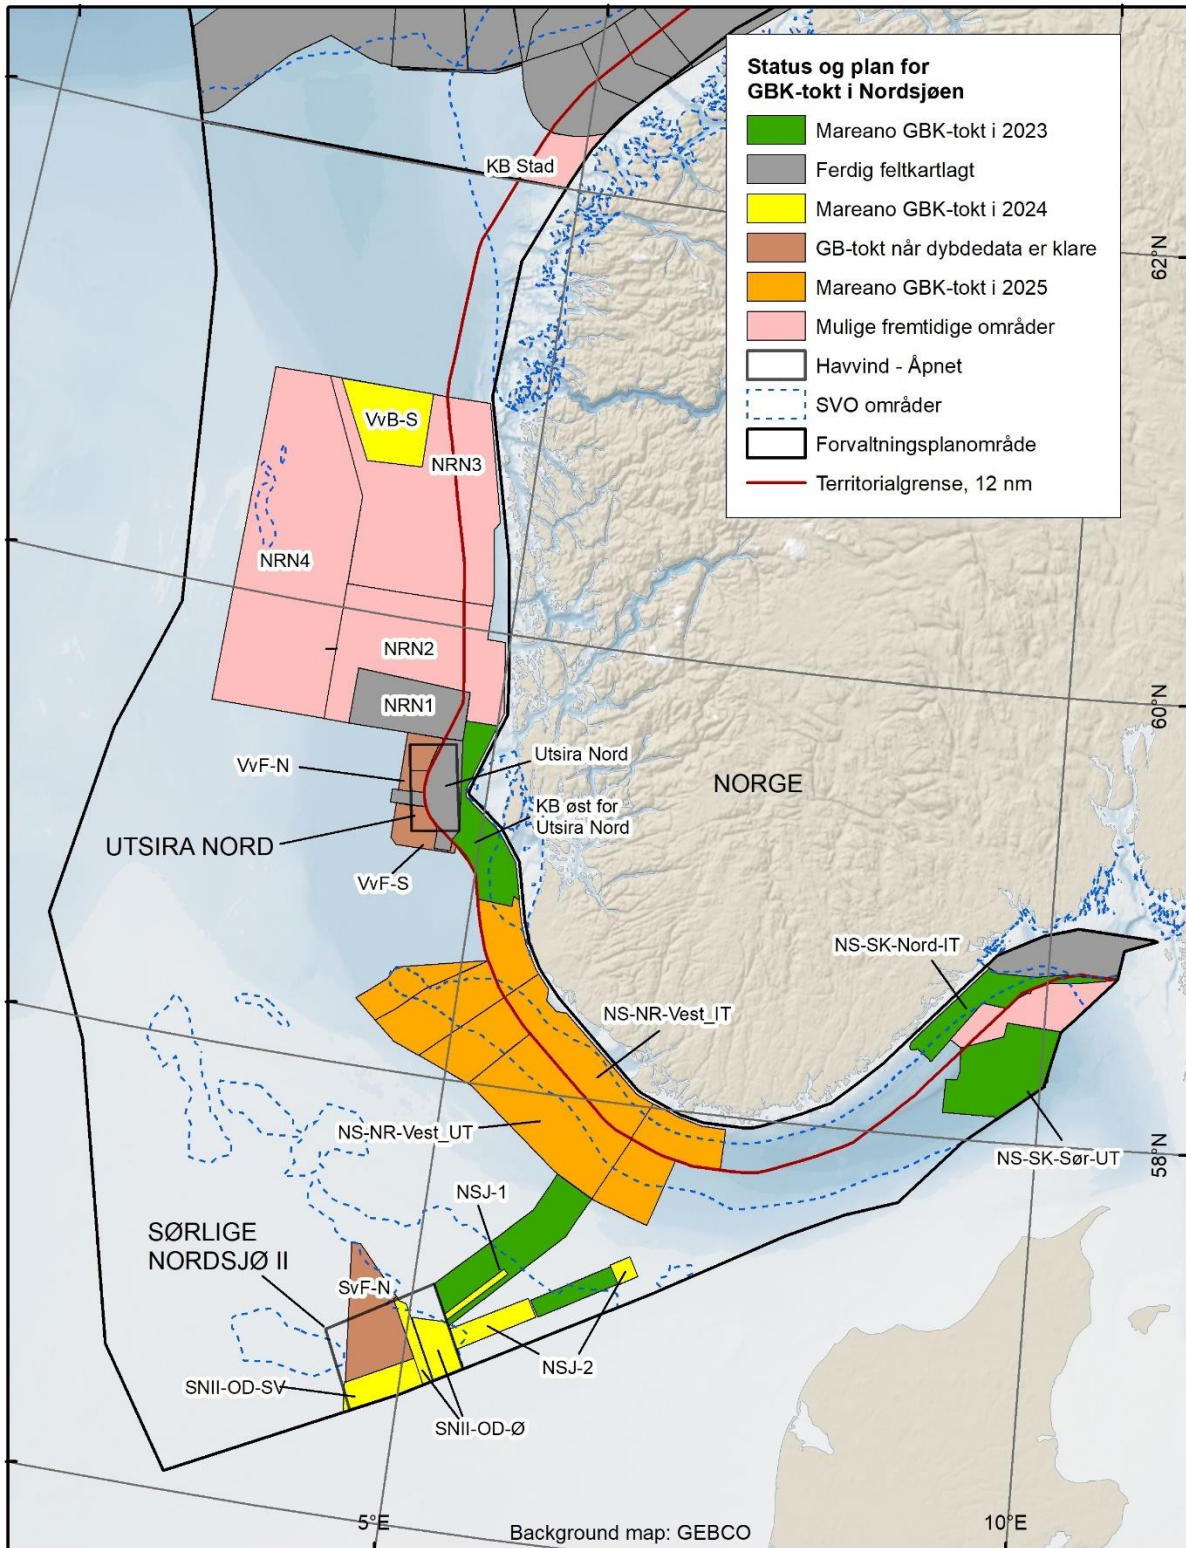 Status og plan for
GBK-tokt i Nordsjøen
Mareano GBK-tokt i 2023
Ferdig feltkartlagt
Mareano GBK-tokt i 2024
GB-tokt når dybdedata er klare
Mareano GBK-tokt i 2025
Mulige fremtidige områder
Havvind - Åpnet
SVO områder
Forvaltningsplanområde
Territorialgrense, 12 nm
KB Stad
62°N
VvB-S
NRN3
NRN4
NRN2
NRN1
60°N
VvF-N
Utsira Nord
NORGE
KB øst for
Utsira Nord
UTSIRA NORD
VvF-S
NS-SK-Nord-IT
NS-NR-Vest_IT
NS-NR-Vest_UT
58°N
NS-SK-Sør-UT
NSJ-1
SØRLIGE
NORDSJØ II
SvF-N
NSJ-2
SNII-OD-SV
SNII-OD-Ø
5°E
10°E
Background map: GEBCO